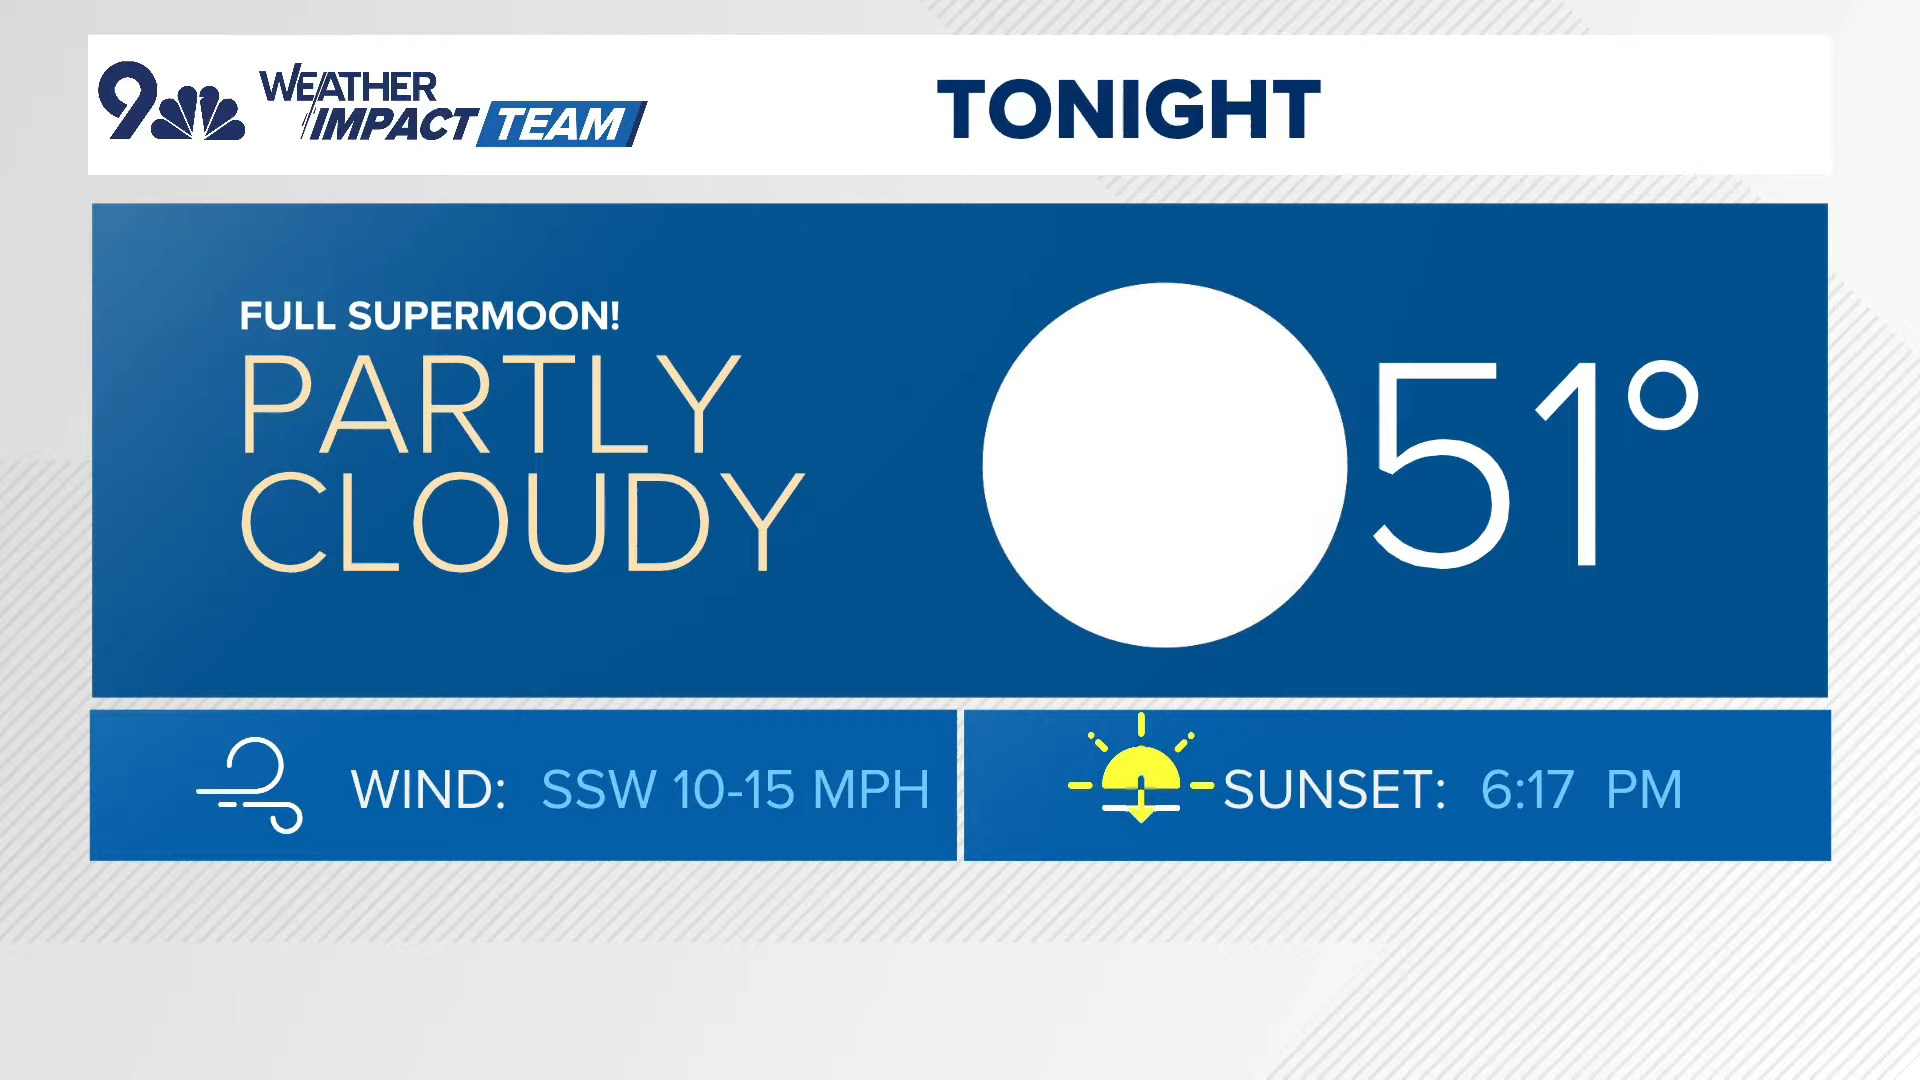 9
WEATHER
IMPACT TEAM
TONIGHT
FULL SUPERMOON!
PARTLY
CLOUDY
51°
WIND: SSW 10-15 MPH
SUNSET: 6:17 PM